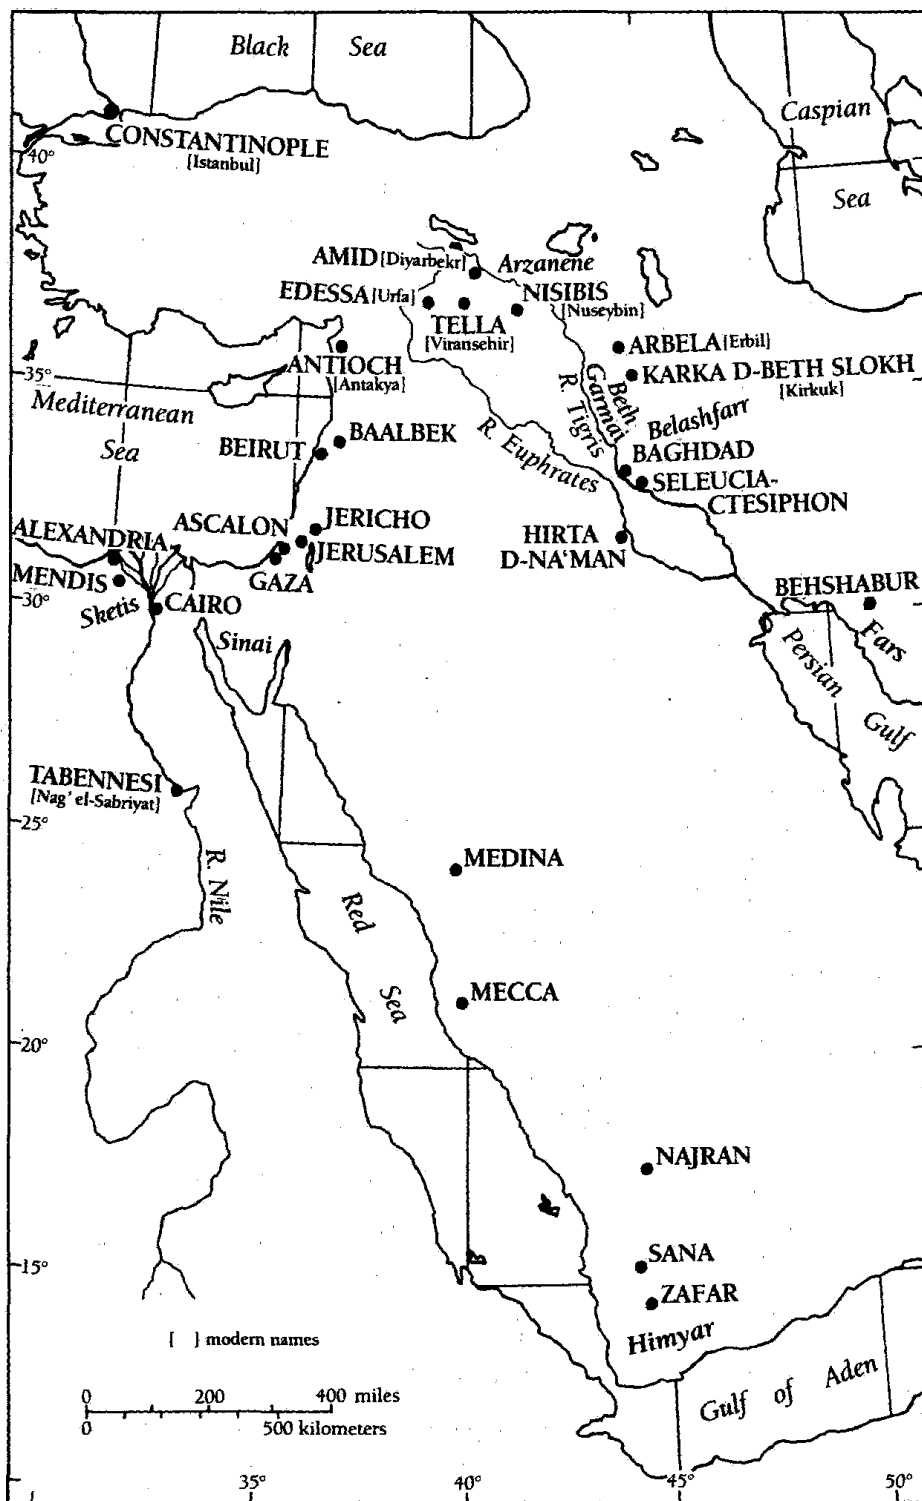 Black Sea
Caspian
Sea
CONSTANTINOPLE
[Istanbul]
40°
AMID [Diyarbekr]
Arzanene
EDESSA [Urfa]
NISIBIS
[Nuseybin]
TELLA
[Viransehir]
ARBELA [Erbil]
ANTIOCH
[Antakya]
KARKA D-BETH SLOKH
[Kirkuk]
35°
Mediterranean
Sea
Beth
Garmai
R. Tigris
Belashfarr
R. Euphrates
BAALBEK
BEIRUT
BAGHDAD
SELEUCIA-
CTESIPHON
ALEXANDRIA
ASCALON
JERICHO
JERUSALEM
HIRTA
D-NA‘MAN
GAZA
MENDIS
BEHSHABUR
30°
Sketis
CAIRO
Sinai
Fars
Persian
Gulf
TABENNESI
[Nag' el-Sabriyat]
25°
R. Nile
MEDINA
Red
Sea
MECCA
20°
NAJRAN
15°
SANA
ZAFAR
Himyar
[ ] modern names
Gulf of Aden
0 200 400 miles
0 500 kilometers
35° 40° 45° 50°